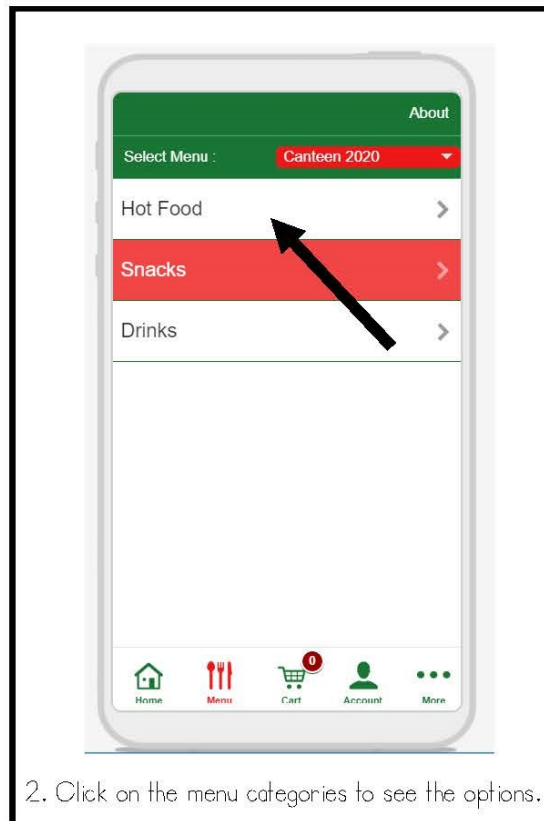 About
Select Menu : Canteen 2020
Hot Food
Snacks
Drinks
0
Home Menu Cart Account More
2. Click on the menu categories to see the options.